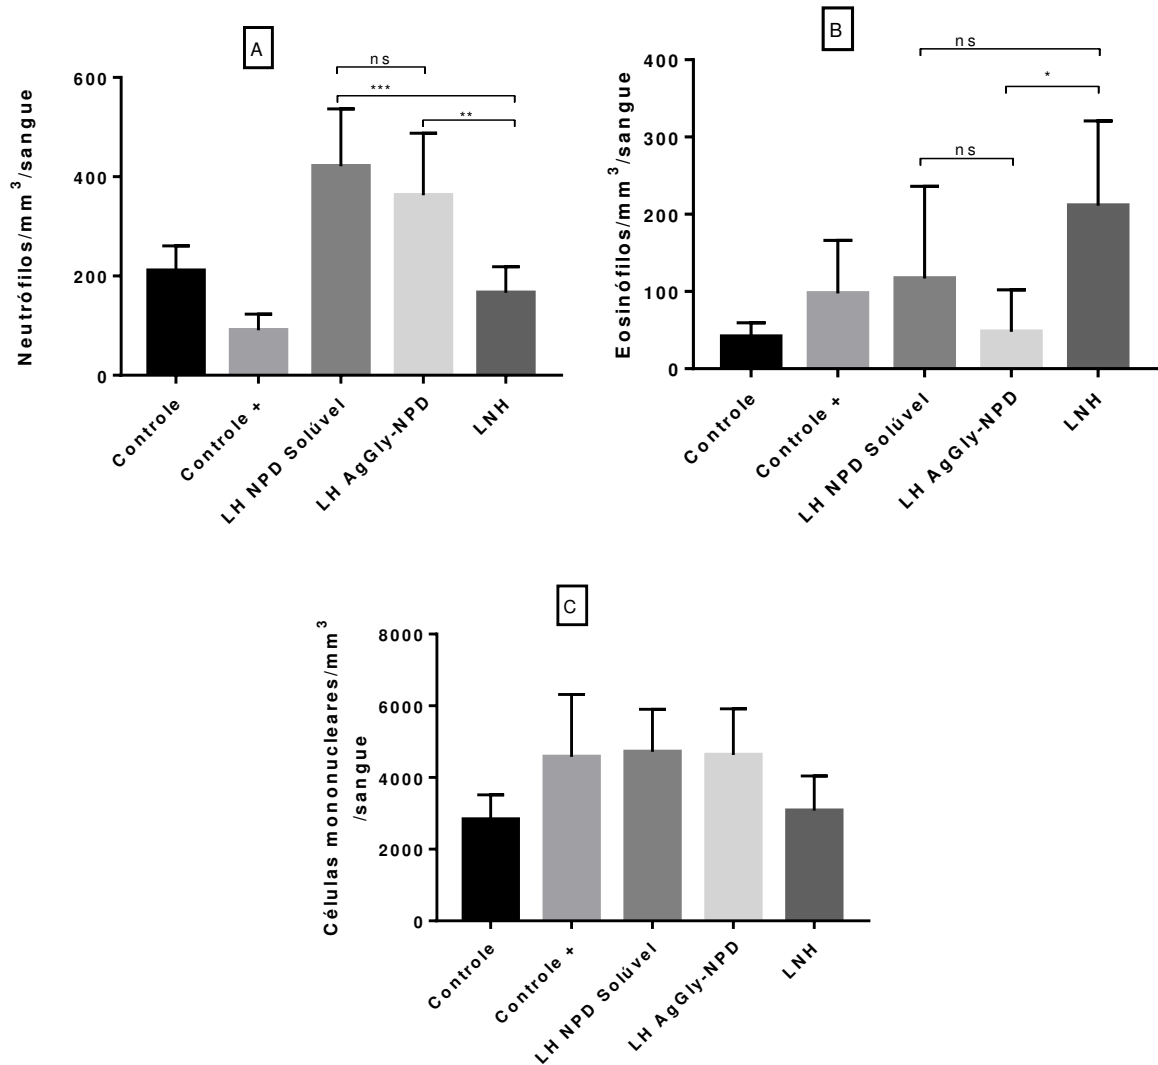 A
Neutrófilos/mm3/sangue
600
400
200
0
ns
***
**
Controle
Controle +
LH NPD Solúvel
LH AgGly-NPD
LNH
B
Eosinófilos/mm3/sangue
400
300
200
100
0
ns
*
ns
Controle
Controle +
LH NPD Solúvel
LH AgGly-NPD
LNH
C
Células mononucleares/mm3
/sangue
8000
6000
4000
2000
0
Controle
Controle +
LH NPD Solúvel
LH AgGly-NPD
LNH